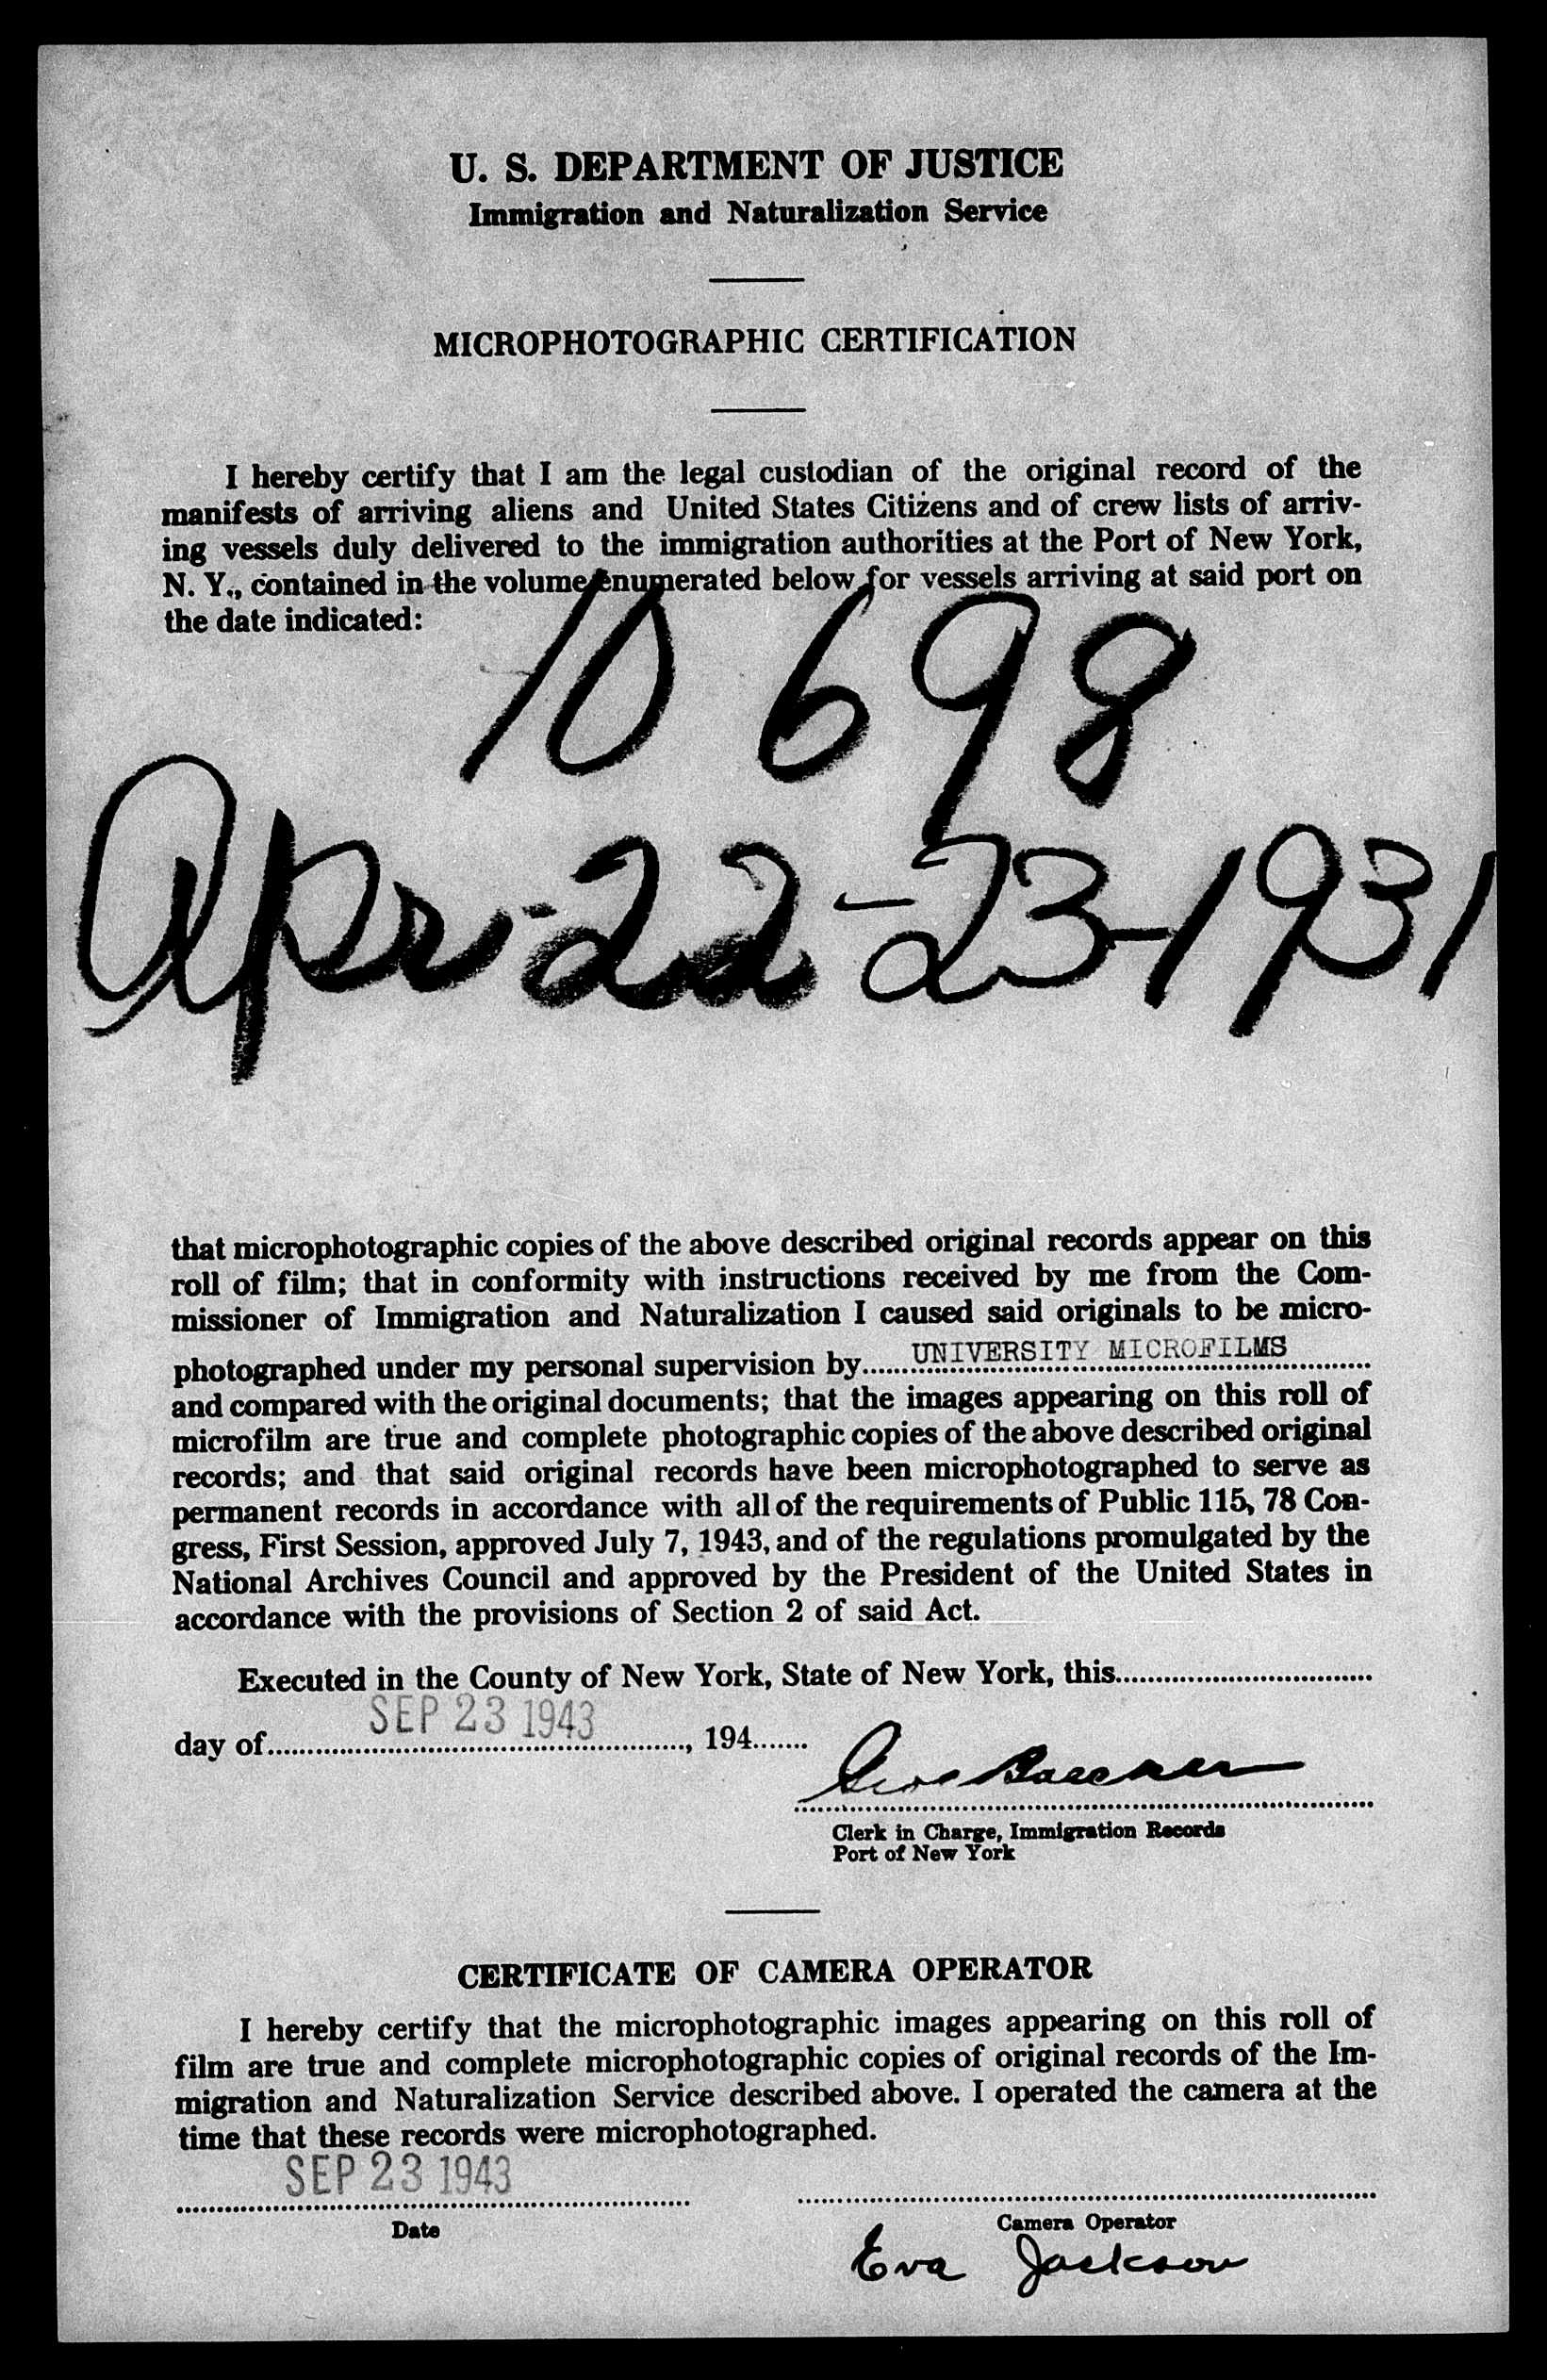 U. S. DEPARTMENT OF JUSTICE
Immigration and Naturalization Service
MICROPHOTOGRAPHIC CERTIFICATION
I hereby certify that I am the legal custodian of the original record of the
manifests of arriving aliens and United States Citizens and of crew lists of arriv-
ing vessels duly delivered to the immigration authorities at the Port of New York,
N. Y., contained in the volume enumerated below for vessels arriving at said port on
the date indicated:
10698
Apr-22-23-1931
that microphotographic copies of the above described original records appear on this
roll of film; that in conformity with instructions received by me from the Com-
missioner of Immigration and Naturalization I caused said originals to be micro-
photographed under my personal supervision by......UNIVERSITY MICROFILMS
and compared with the original documents; that the images appearing on this roll of
microfilm are true and complete photographic copies of the above described original
records; and that said original records have been microphotographed to serve as
permanent records in accordance with all of the requirements of Public 115, 78 Con-
gress, First Session, approved July 7, 1943, and of the regulations promulgated by the
National Archives Council and approved by the President of the United States in
accordance with the provisions of Section 2 of said Act.
Executed in the County of New York, State of New York, this
day of SEP 23 1943, 194
Geo Baecker
Clerk in Charge, Immigration Records
Port of New York
CERTIFICATE OF CAMERA OPERATOR
I hereby certify that the microphotographic images appearing on this roll of
film are true and complete microphotographic copies of original records of the Im-
migration and Naturalization Service described above. I operated the camera at the
time that these records were microphotographed.
SEP 23 1943
Date
Camera Operator
Eva Jackson